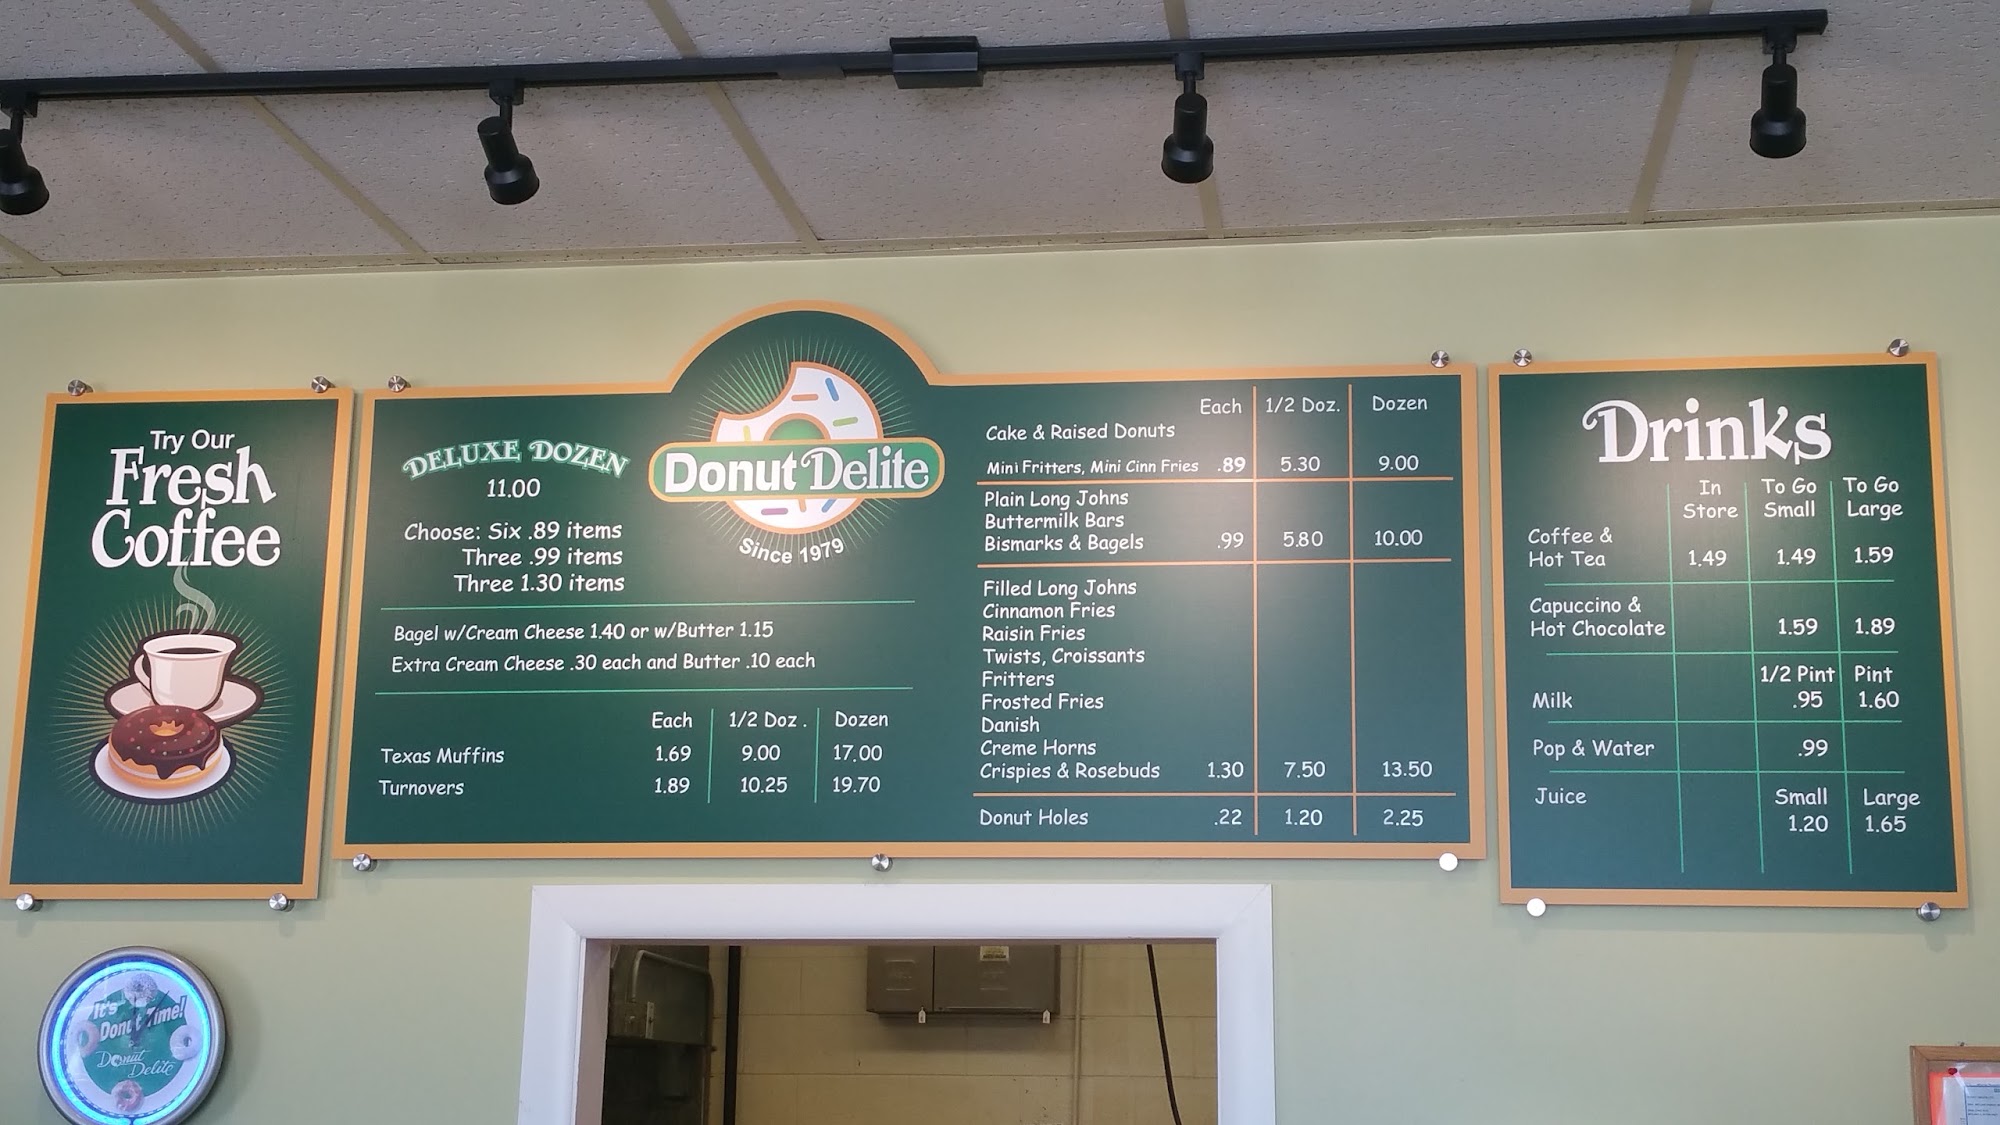 Try Our
Fresh
Coffee
DELUXE DOZEN
11.00
Choose: Six .89 items
Three .99 items
Three 1.30 items
Bagel w/Cream Cheese 1.40 or w/Butter 1.15
Extra Cream Cheese .30 each and Butter .10 each
Each 1/2 Doz . Dozen
Texas Muffins 1.69 9.00 17.00
Turnovers 1.89 10.25 19.70
Donut Delite
Since 1979
Each 1/2 Doz. Dozen
Cake & Raised Donuts
Mini Fritters, Mini Cinn Fries .89 5.30 9.00
Plain Long Johns
Buttermilk Bars
Bismarks & Bagels .99 5.80 10.00
Filled Long Johns
Cinnamon Fries
Raisin Fries
Twists, Croissants
Fritters
Frosted Fries
Danish
Creme Horns
Crispies & Rosebuds 1.30 7.50 13.50
Donut Holes .22 1.20 2.25
Drinks
In Store To Go Small To Go Large
Coffee &
Hot Tea 1.49 1.49 1.59
Capuccino &
Hot Chocolate 1.59 1.89
1/2 Pint Pint
Milk .95 1.60
Pop & Water .99
Juice Small Large
1.20 1.65
It's
Donut Time!
Donut
Delite